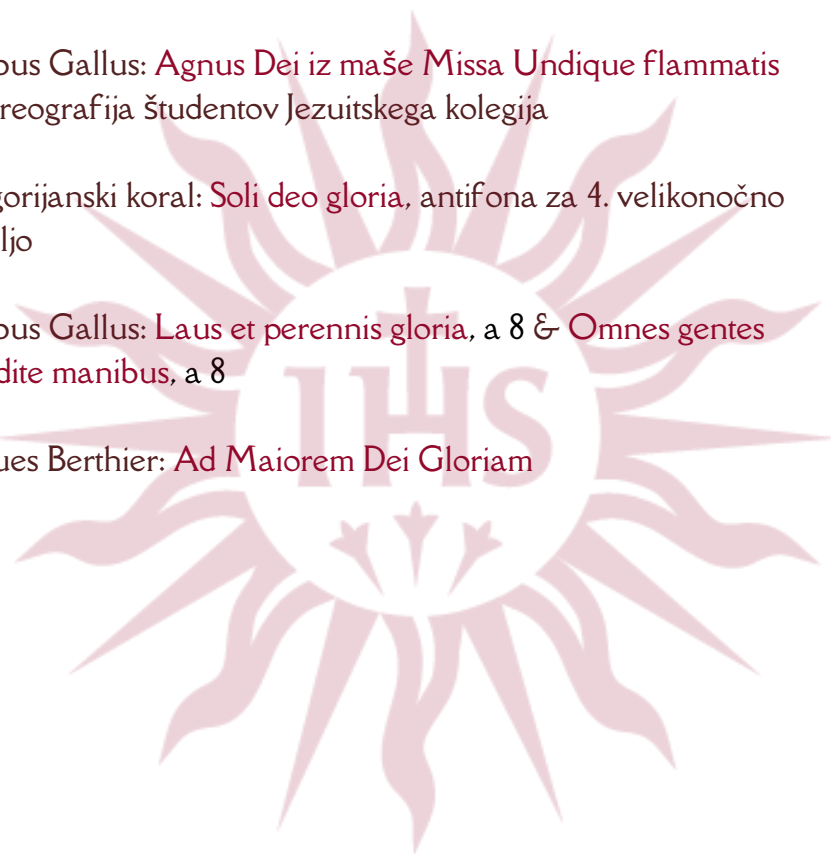 bus Gallus: Agnus Dei iz maše Missa Undique flammatis
reografija študentov Jezuitskega kolegija
gorijanski koral: Soli deo gloria, antifona za 4. velikonočno
ljo
bus Gallus: Laus et perennis gloria, a 8 & Omnes gentes
dite manibus, a 8
IHS
ues Berthier: Ad Maiorem Dei Gloriam